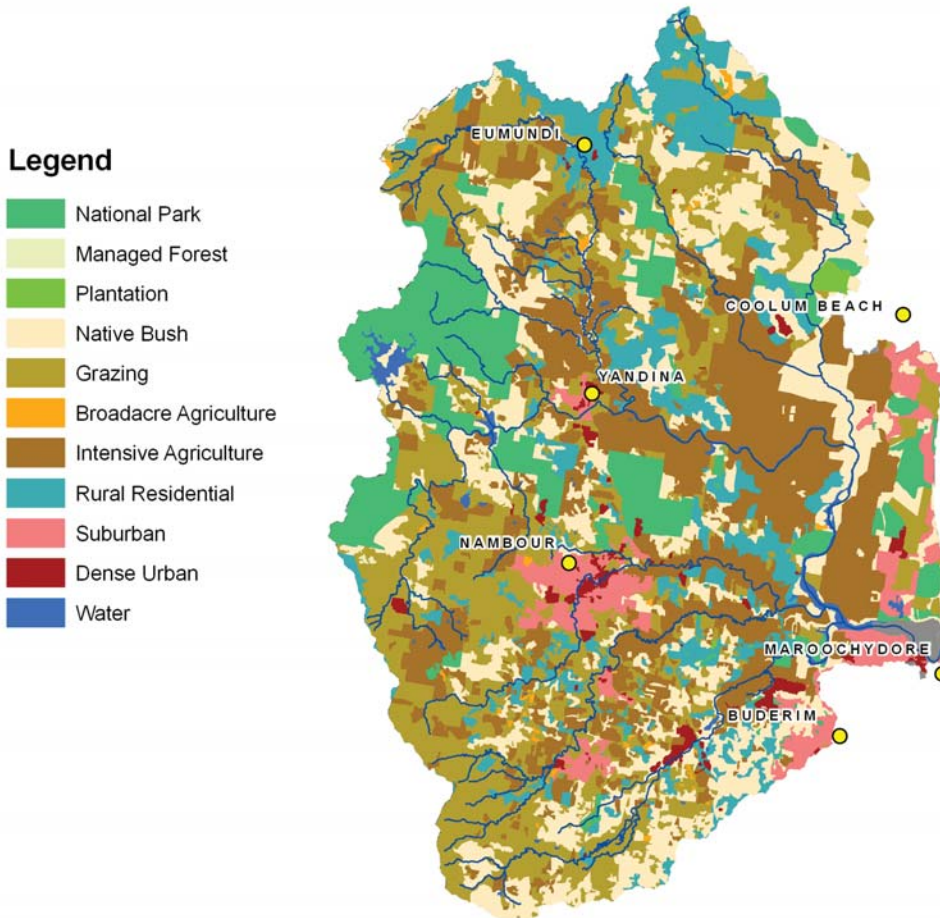 Legend
National Park
Managed Forest
Plantation
Native Bush
Grazing
Broadacre Agriculture
Intensive Agriculture
Rural Residential
Suburban
Dense Urban
Water
EUMUNDI
COOLUM BEACH
YANDINA
NAMBOUR
MAROOCHYDORE
BUDERIM